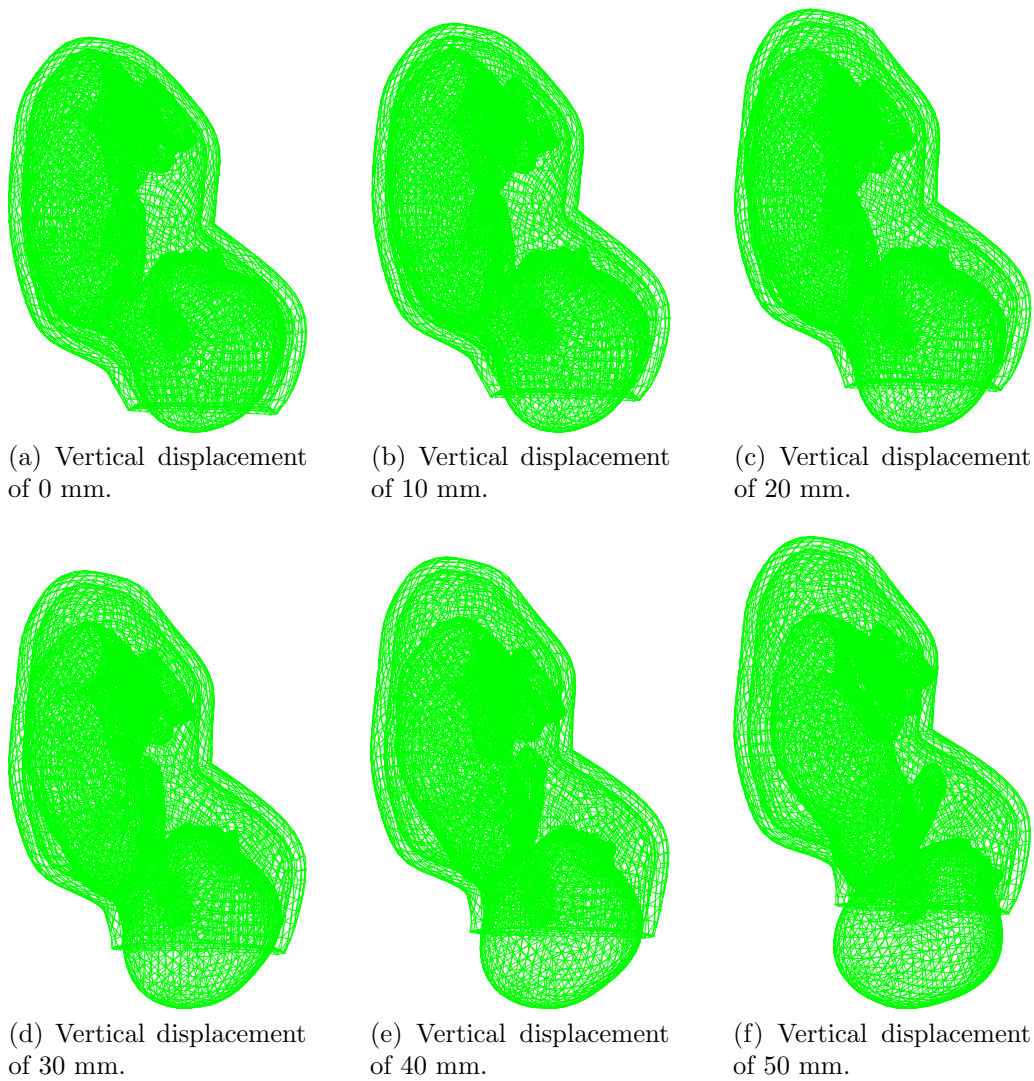 (a) Vertical displacement
of 0 mm.
(b) Vertical displacement
of 10 mm.
(c) Vertical displacement
of 20 mm.
(d) Vertical displacement
of 30 mm.
(e) Vertical displacement
of 40 mm.
(f) Vertical displacement
of 50 mm.